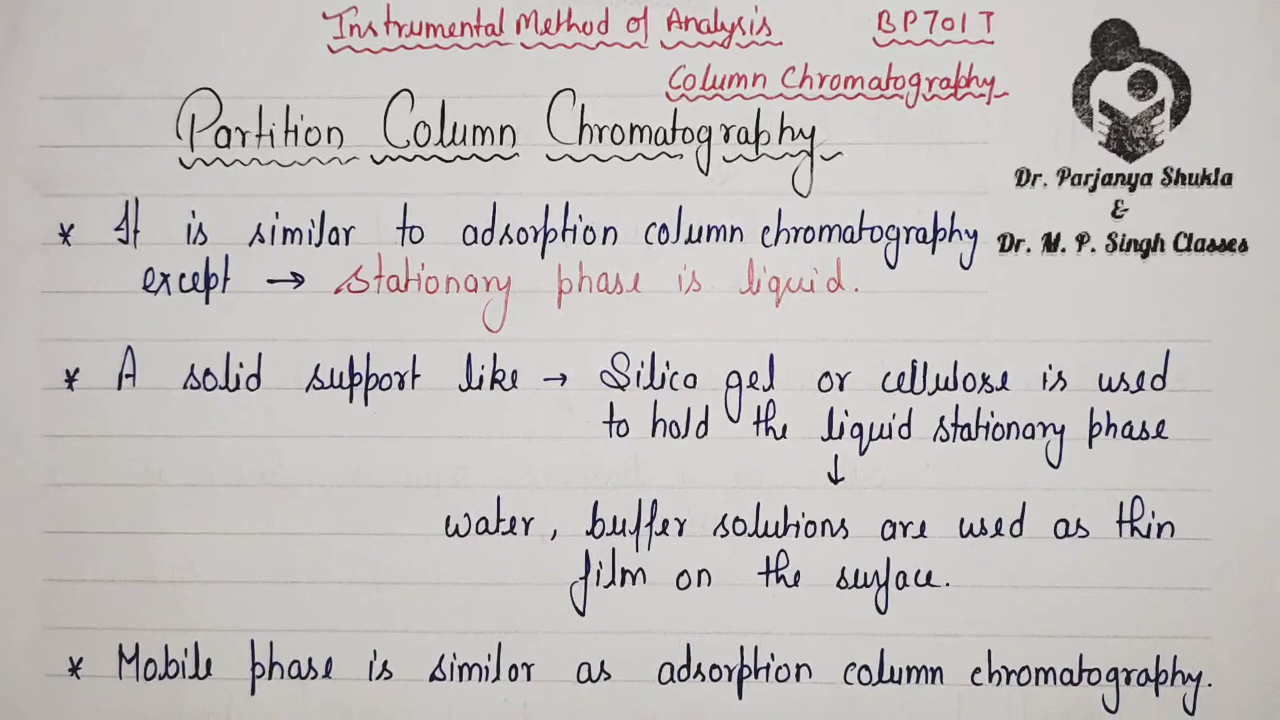 Instrumental Method of Analysis BP701T
Column Chromatography
Partition Column Chromatography
Dr. Parjanya Shukla
&
Dr. M. P. Singh Classes
* It is similar to adsorption column chromatography
except → stationary phase is liquid.
* A solid support like → Silica gel or cellulose is used
to hold the liquid stationary phase
↓
water, buffer solutions are used as thin
film on the surface.
* Mobile phase is similar as adsorption column chromatography.